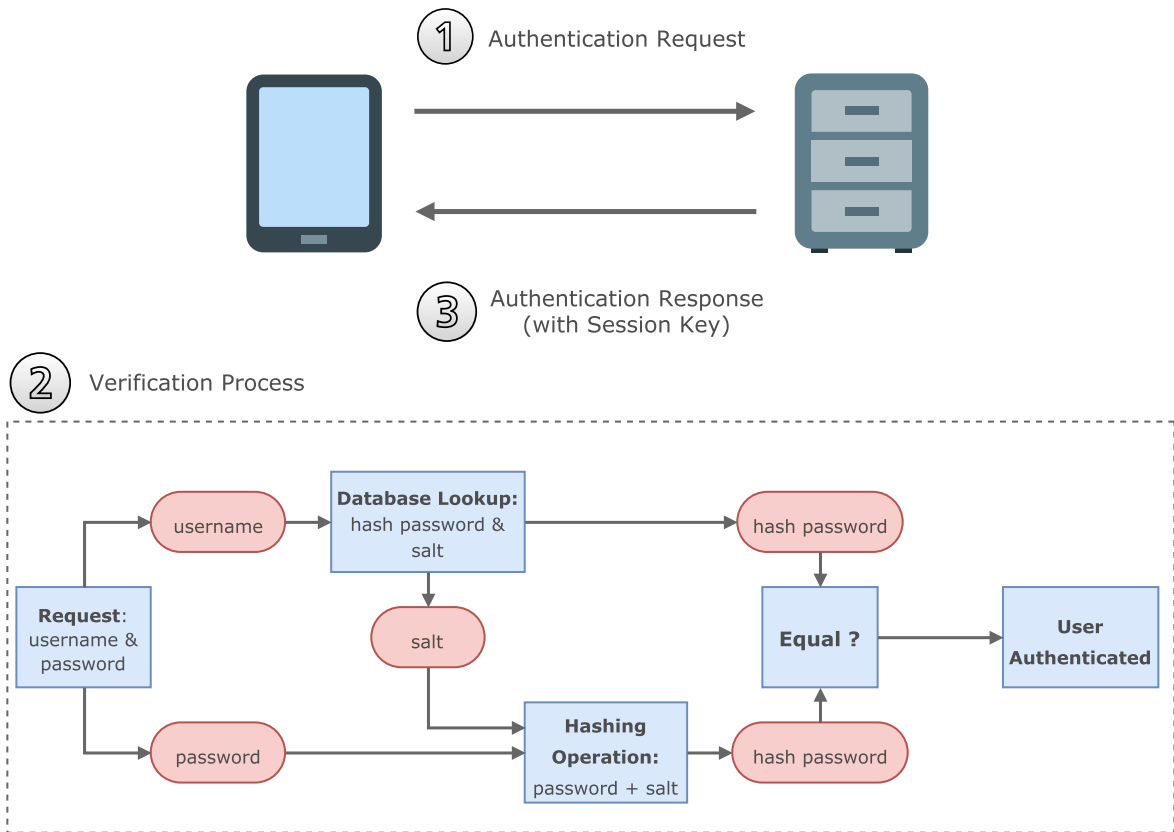 1
Authentication Request
3
Authentication Response
(with Session Key)
2
Verification Process
username
Database Lookup:
hash password &
salt
hash password
Request:
username &
password
salt
Equal ?
User
Authenticated
password
Hashing
Operation:
password + salt
hash password